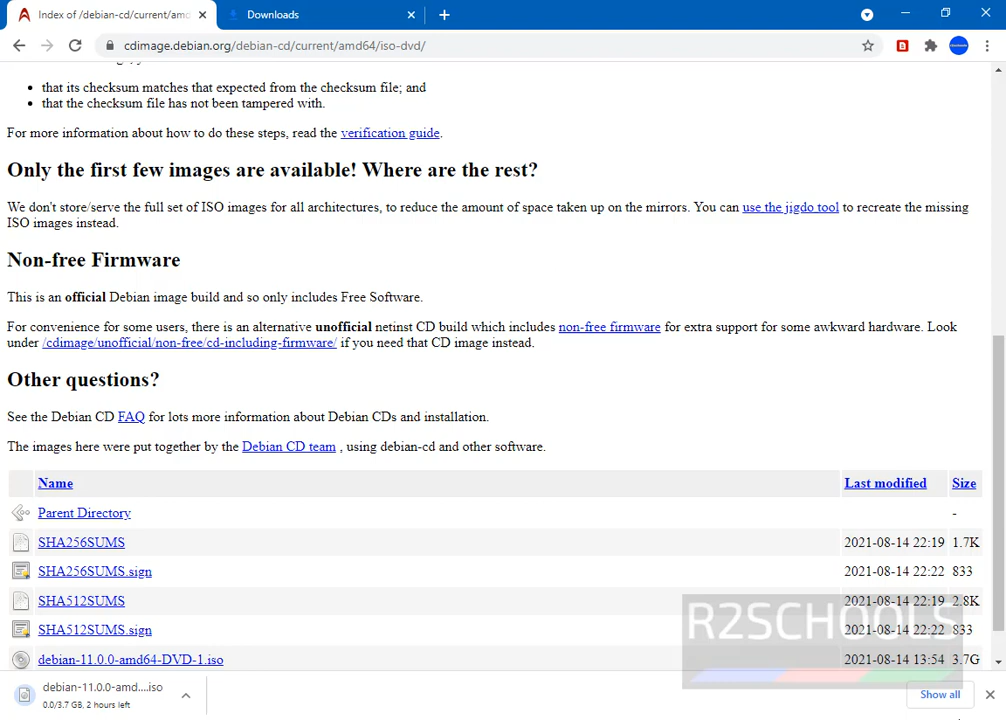 Index of /debian-cd/current/amd
Downloads
cdimage.debian.org/debian-cd/current/amd64/iso-dvd/
that its checksum matches that expected from the checksum file; and
that the checksum file has not been tampered with.
For more information about how to do these steps, read the verification guide.
Only the first few images are available! Where are the rest?
We don't store/serve the full set of ISO images for all architectures, to reduce the amount of space taken up on the mirrors. You can use the jigdo tool to recreate the missing
ISO images instead.
Non-free Firmware
This is an official Debian image build and so only includes Free Software.
For convenience for some users, there is an alternative unofficial netinst CD build which includes non-free firmware for extra support for some awkward hardware. Look
under /cdimage/unofficial/non-free/cd-including-firmware/ if you need that CD image instead.
Other questions?
See the Debian CD FAQ for lots more information about Debian CDs and installation.
The images here were put together by the Debian CD team , using debian-cd and other software.
Name Last modified Size
Parent Directory -
SHA256SUMS 2021-08-14 22:19 1.7K
SHA256SUMS.sign 2021-08-14 22:22 833
SHA512SUMS 2021-08-14 22:19 2.8K
SHA512SUMS.sign 2021-08-14 22:22 833
debian-11.0.0-amd64-DVD-1.iso 2021-08-14 13:54 3.7G
R2SCHOOLS
debian-11.0.0-amd....iso
0.0/3.7 GB, 2 hours left
Show all